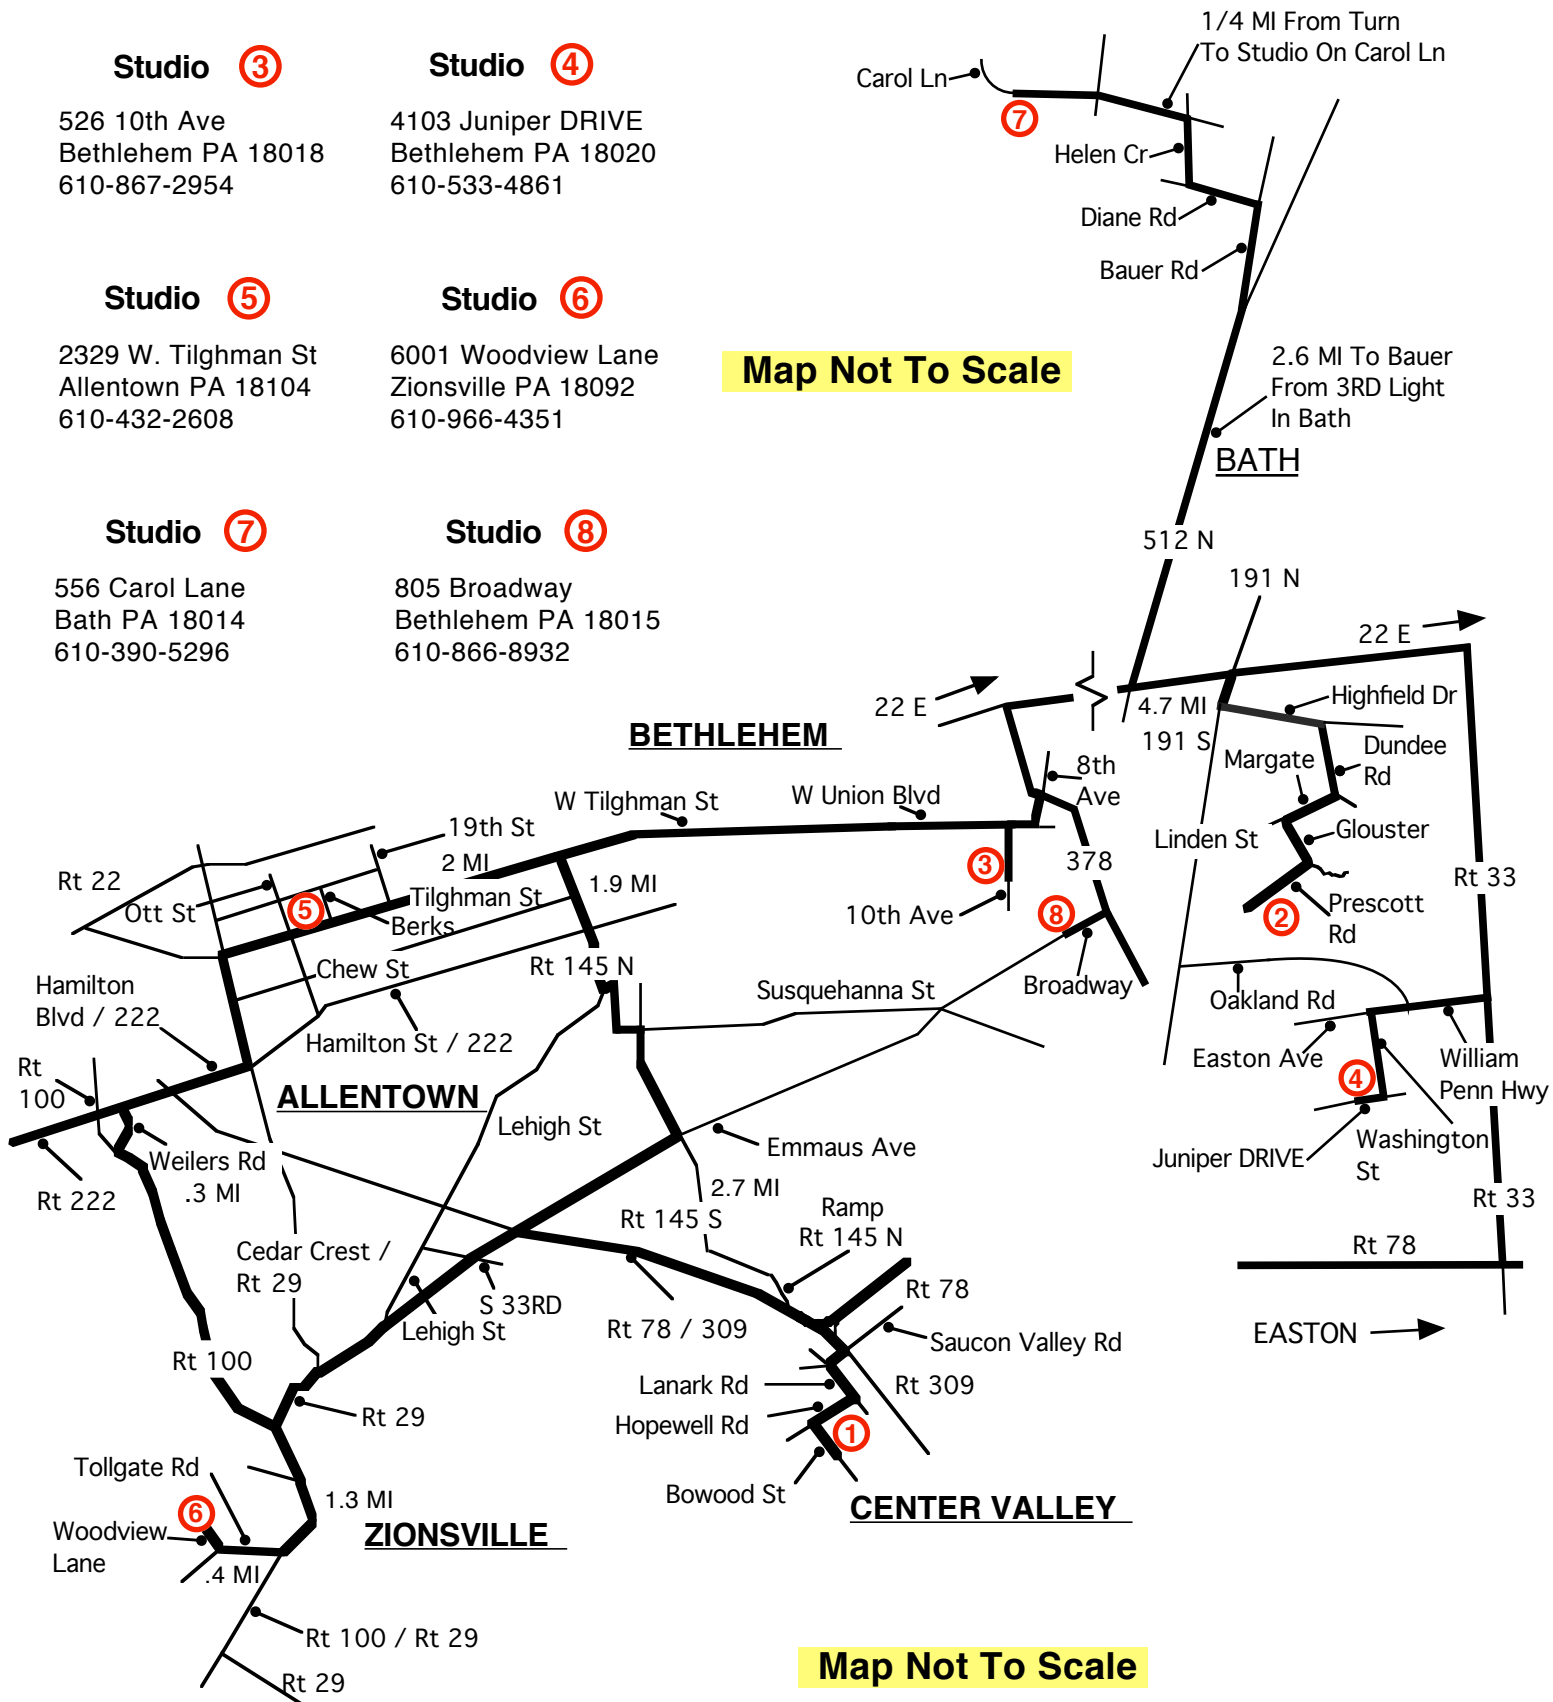 Studio 3
526 10th Ave
Bethlehem PA 18018
610-867-2954
Studio 4
4103 Juniper DRIVE
Bethlehem PA 18020
610-533-4861
Studio 5
2329 W. Tilghman St
Allentown PA 18104
610-432-2608
Studio 6
6001 Woodview Lane
Zionsville PA 18092
610-966-4351
Studio 7
556 Carol Lane
Bath PA 18014
610-390-5296
Studio 8
805 Broadway
Bethlehem PA 18015
610-866-8932
1/4 MI From Turn
To Studio On Carol Ln
Carol Ln
7
Helen Cr
Diane Rd
Bauer Rd
Map Not To Scale
2.6 MI To Bauer
From 3RD Light
In Bath
BATH
512 N
191 N
22 E
22 E
4.7 MI
191 S
Highfield Dr
Dundee
Rd
Margate
Glouster
Linden St
Prescott
Rd
2
Rt 33
BETHLEHEM
8th
Ave
W Tilghman St
W Union Blvd
3
378
10th Ave
8
Broadway
19th St
2 MI
Rt 22
Ott St
5
Tilghman St
Berks
1.9 MI
Chew St
Rt 145 N
Susquehanna St
Hamilton
Blvd / 222
Hamilton St / 222
Oakland Rd
Easton Ave
William
Penn Hwy
4
Juniper DRIVE
Washington
St
Rt 33
Rt 78
EASTON
Rt
100
ALLENTOWN
Lehigh St
Emmaus Ave
Weilers Rd
.3 MI
Rt 222
2.7 MI
Rt 145 S
Ramp
Rt 145 N
Cedar Crest /
Rt 29
S 33RD
Lehigh St
Rt 78 / 309
Rt 78
Saucon Valley Rd
Rt 100
Lanark Rd
Rt 309
Rt 29
Hopewell Rd
1
Bowood St
CENTER VALLEY
Tollgate Rd
1.3 MI
6
Woodview
Lane
ZIONSVILLE
.4 MI
Rt 100 / Rt 29
Rt 29
Map Not To Scale